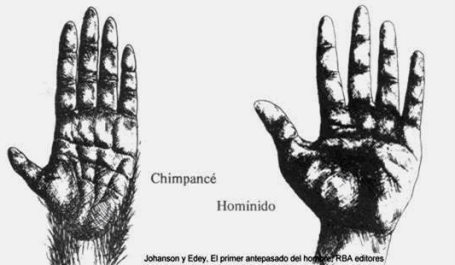 Chimpancé
Homínido
Johanson y Edey. El primer antepasado del hombre. RBA editores